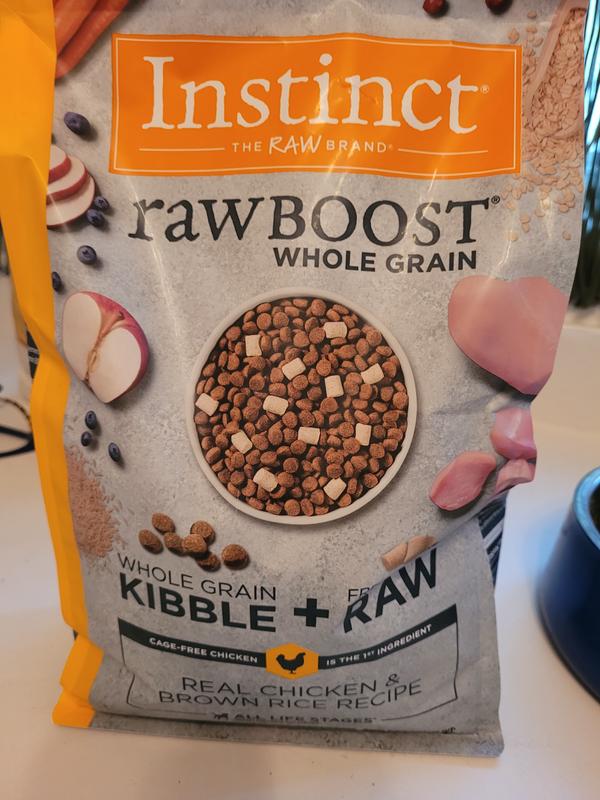 Instinct®
THE RAW BRAND®
rawBOOST®
WHOLE GRAIN
WHOLE GRAIN
KIBBLE + RAW
CAGE-FREE CHICKEN IS THE 1ST INGREDIENT
REAL CHICKEN &
BROWN RICE RECIPE
ALL LIFE STAGES